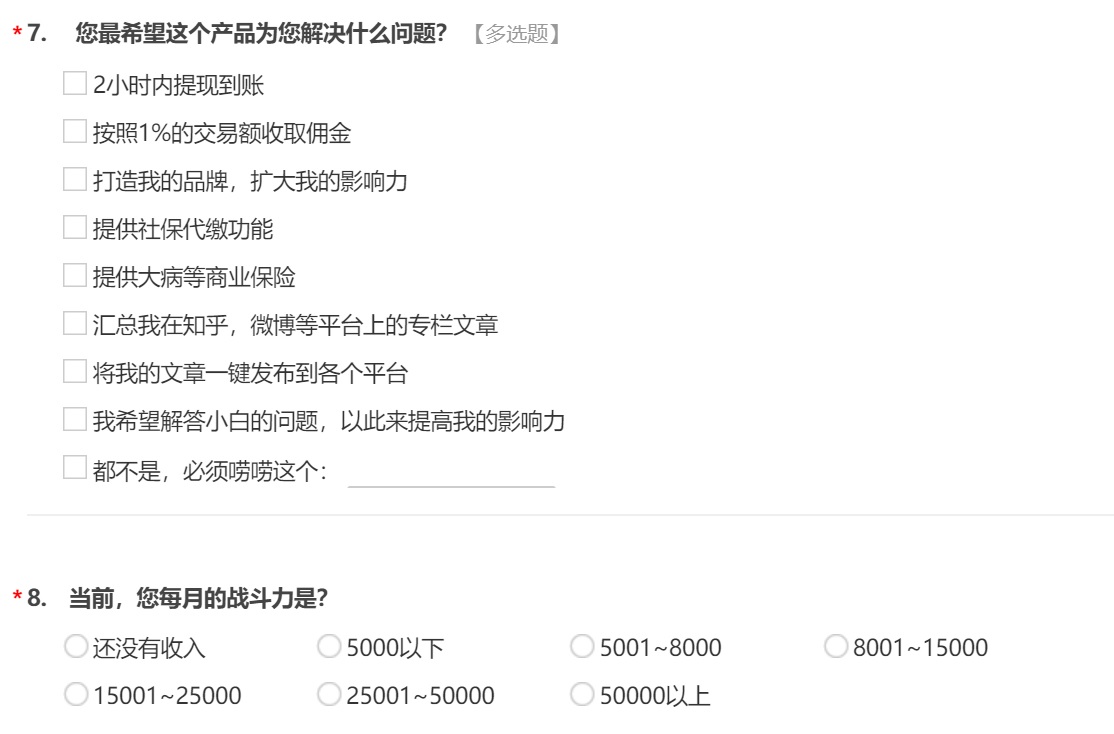 * 7. 您最希望这个产品为您解决什么问题？ 【多选题】
2小时内提现到账
按照1%的交易额收取佣金
打造我的品牌，扩大我的影响力
提供社保代缴功能
提供大病等商业保险
汇总我在知乎，微博等平台上的专栏文章
将我的文章一键发布到各个平台
我希望解答小白的问题，以此来提高我的影响力
都不是，必须唠唠这个：
* 8. 当前，您每月的战斗力是？
还没有收入 5000以下 5001~8000 8001~15000
15001~25000 25001~50000 50000以上